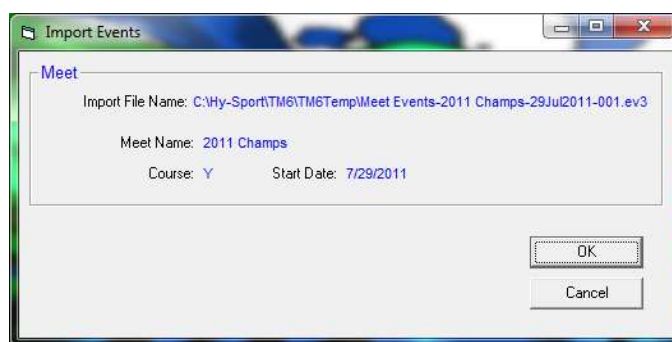 Import Events
Meet
Import File Name: C:\Hy-Sport\TM6\TM6Temp\Meet Events-2011 Champs-29Jul2011-001.ev3
Meet Name: 2011 Champs
Course: Y Start Date: 7/29/2011
OK
Cancel